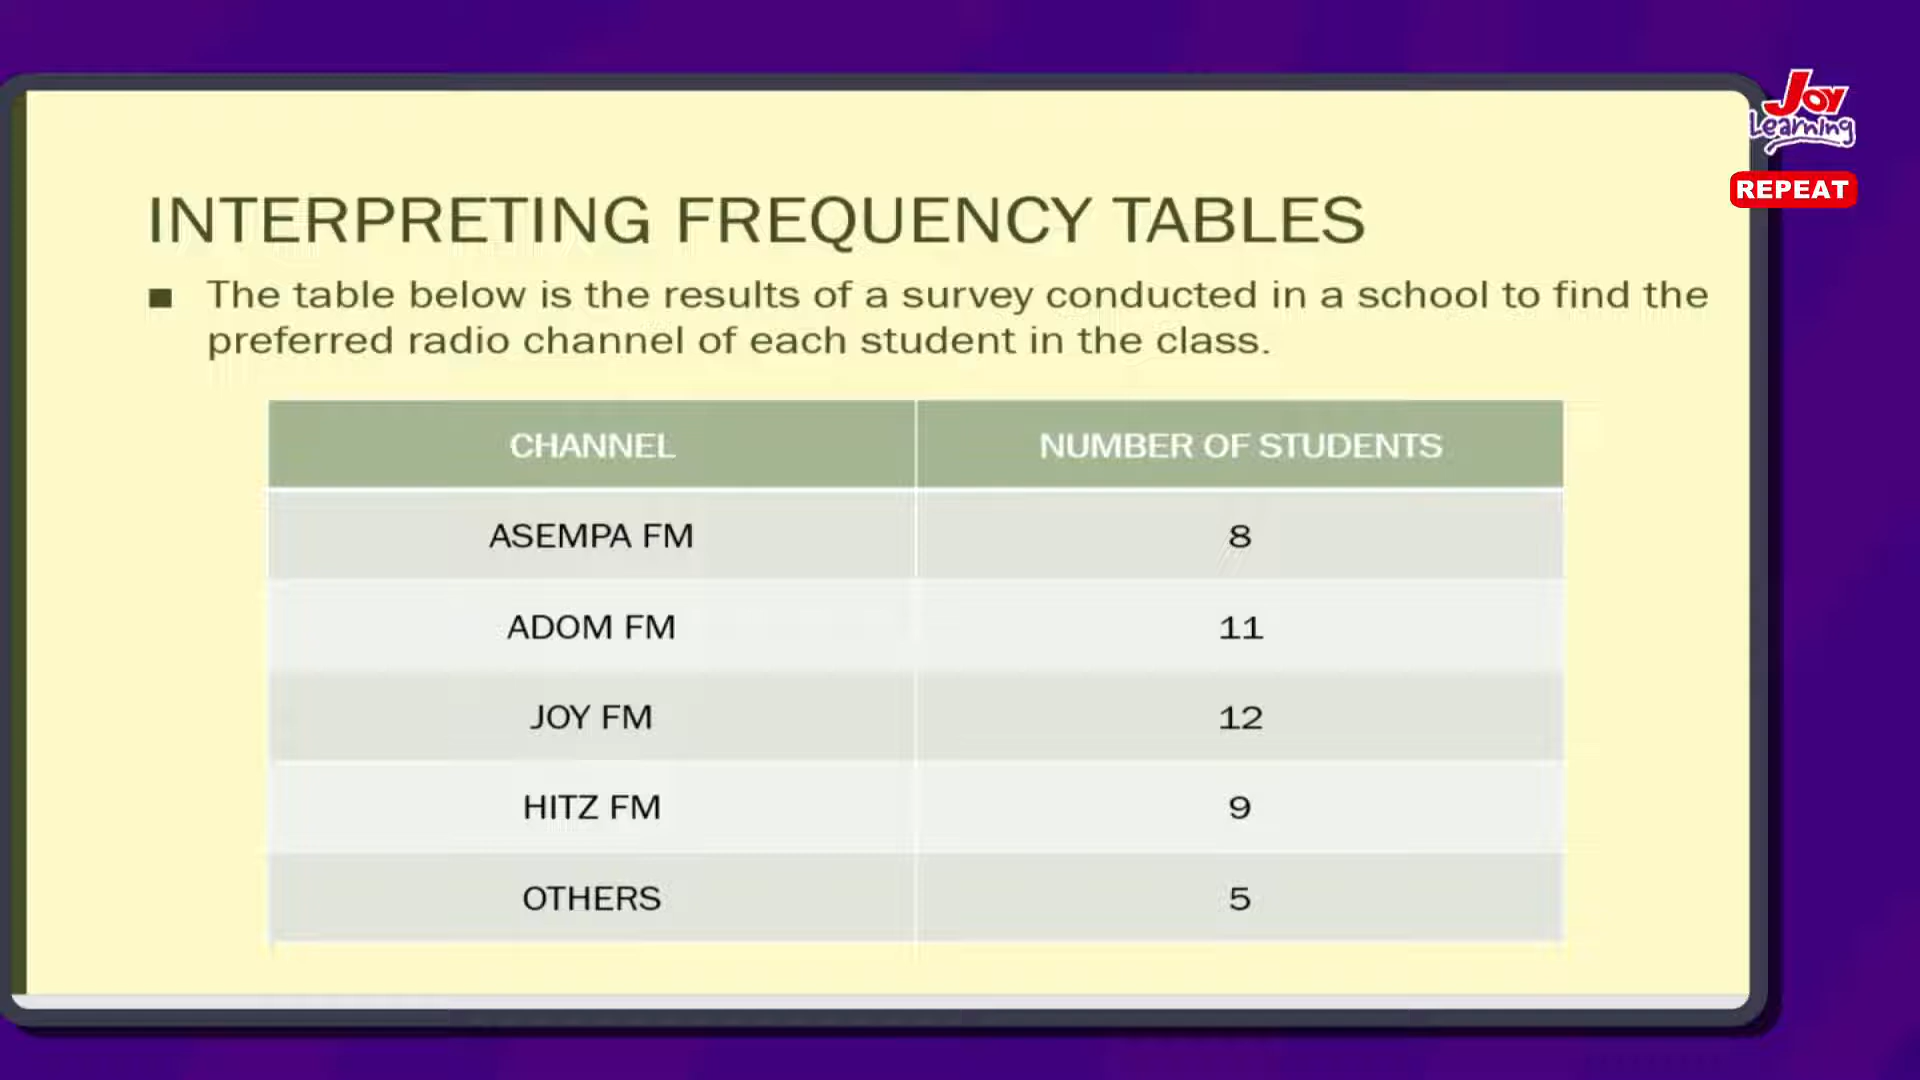 Joy
Learning
REPEAT
INTERPRETING FREQUENCY TABLES
■ The table below is the results of a survey conducted in a school to find the
preferred radio channel of each student in the class.
CHANNEL NUMBER OF STUDENTS
ASEMPA FM 8
ADOM FM 11
JOY FM 12
HITZ FM 9
OTHERS 5